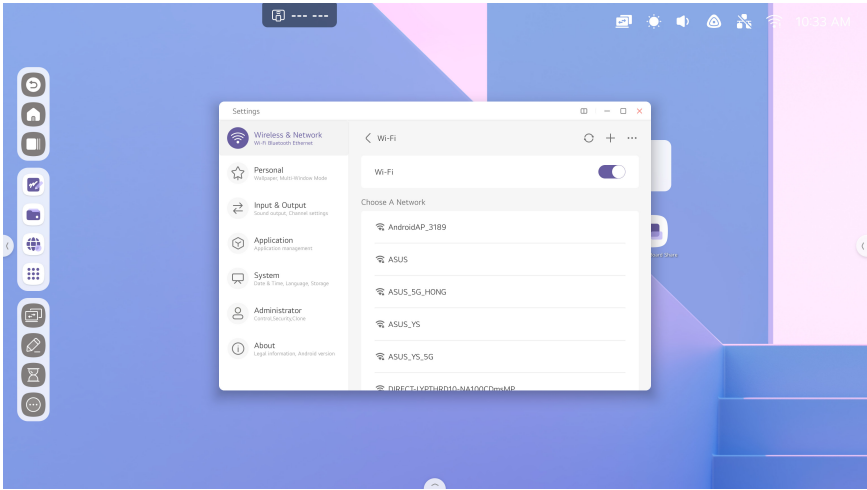 --- ---
10:33 AM
Settings
Wireless & Network
Wi-Fi Bluetooth Ethernet
Personal
Wallpaper, Multi-Window Mode
Input & Output
Sound output, Channel settings
Application
Application management
System
Date & Time, Language, Storage
Administrator
Control,Security,Clone
About
Legal information, Android version
Wi-Fi
Wi-Fi
Choose A Network
AndroidAP_3189
ASUS
ASUS_5G_HONG
ASUS_YS
ASUS_YS_5G
Share